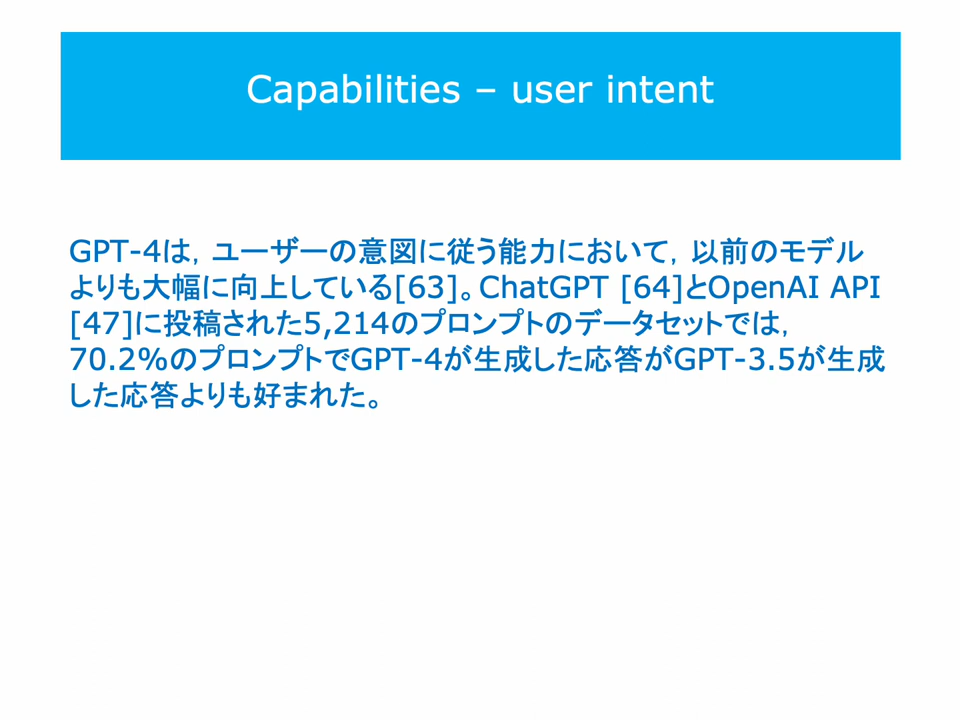 Capabilities – user intent
GPT-4は，ユーザーの意図に従う能力において，以前のモデル
よりも大幅に向上している[63]。ChatGPT [64]とOpenAI API
[47]に投稿された5,214のプロンプトのデータセットでは，
70.2%のプロンプトでGPT-4が生成した応答がGPT-3.5が生成
した応答よりも好まれた。